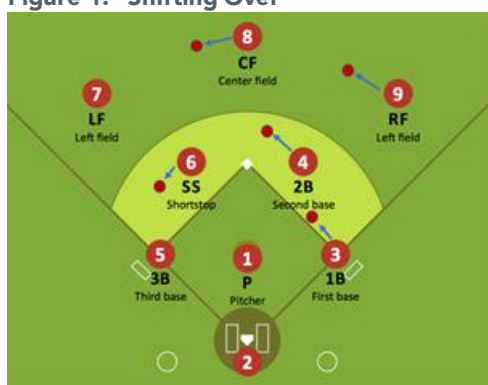 Figure 1: Shifting Over
8
CF
Center field
7
LF
Left field
9
RF
Left field
6
SS
Shortstop
4
2B
Second base
5
3B
Third base
1
P
Pitcher
3
1B
First base
2